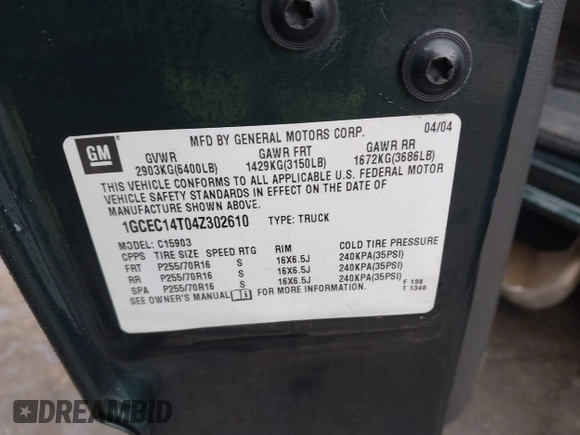 GM
MFD BY GENERAL MOTORS CORP. 04/04
GVWR GAWR FRT GAWR RR
2903KG(6400LB) 1429KG(3150LB) 1672KG(3686LB)
THIS VEHICLE CONFORMS TO ALL APPLICABLE U.S. FEDERAL MOTOR
VEHICLE SAFETY STANDARDS IN EFFECT ON THE DATE OF
MANUFACTURE SHOWN ABOVE.
1GCEC14T04Z302610 TYPE: TRUCK
MODEL: C15903
CPPS TIRE SIZE SPEED RTG RIM COLD TIRE PRESSURE
FRT P255/70R16 S 16X6.5J 240KPA(35PSI)
RR P255/70R16 S 16X6.5J 240KPA(35PSI)
SPA P255/70R16 S 16X6.5J 240KPA(35PSI)
SEE OWNER'S MANUAL FOR MORE INFORMATION. F 198
T 1348
DREAMBID